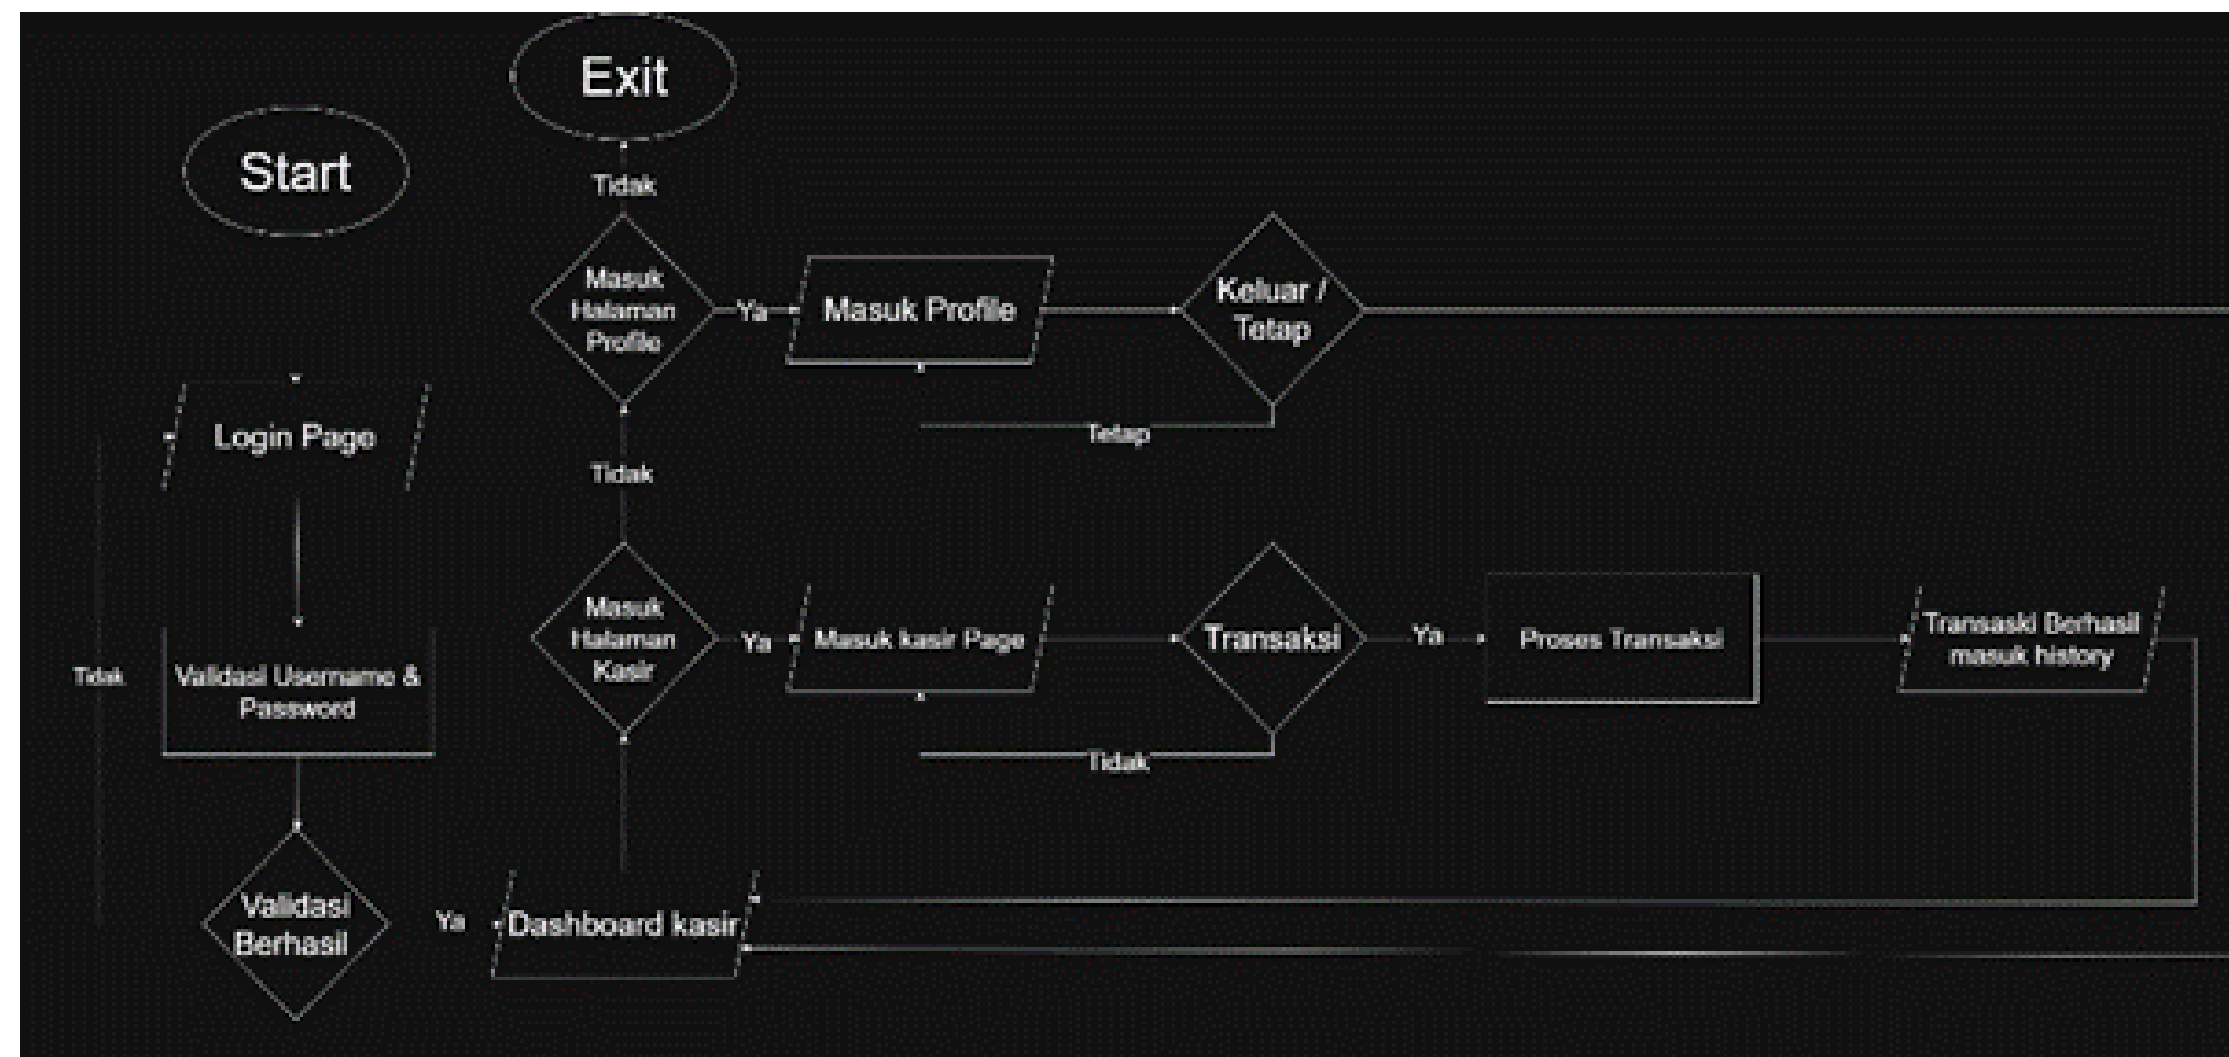 Exit
Start
Tidak
Masuk
Halaman
Profile
Ya
Masuk Profile
Keluar /
Tetap
Tetap
Login Page
Tidak
Masuk
Halaman
Kasir
Ya
Masuk kasir Page
Transaksi
Ya
Proses Transaksi
Transaski Berhasil
masuk history
Tidak
Validasi Username &
Password
Tidak
Validasi
Berhasil
Ya
Dashboard kasir